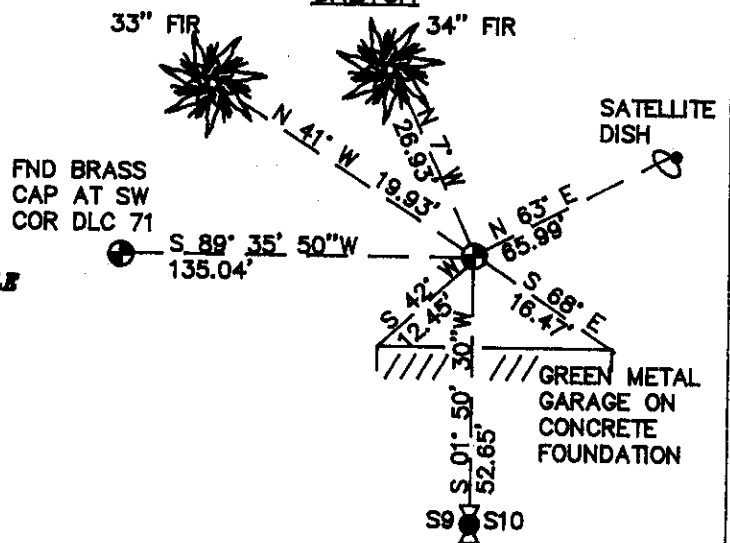 33" FIR
34" FIR
SATELLITE
DISH
N 41° W
19.93'
N 7° W
26.93'
FND BRASS
CAP AT SW
COR DLC 71
N 63° E
65.99'
S 89° 35' 50"W
135.04'
S 42° W
12.45'
S 68° E
16.47'
GREEN METAL
GARAGE ON
CONCRETE
FOUNDATION
S 01° 50' 30"W
52.65'
S9 S10